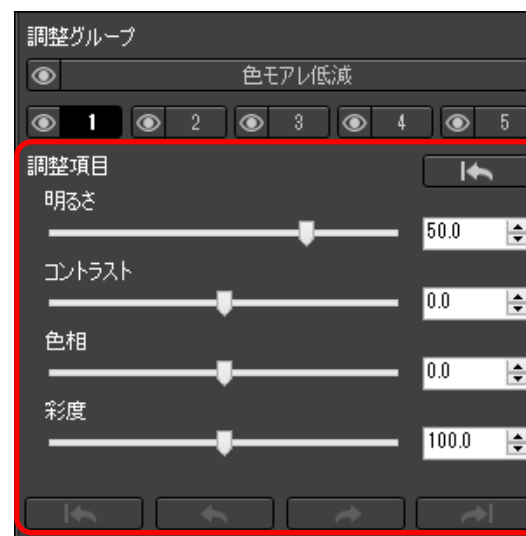 調整グループ
色モアレ低減
1 2 3 4 5
調整項目
明るさ
50.0
コントラスト
0.0
色相
0.0
彩度
100.0